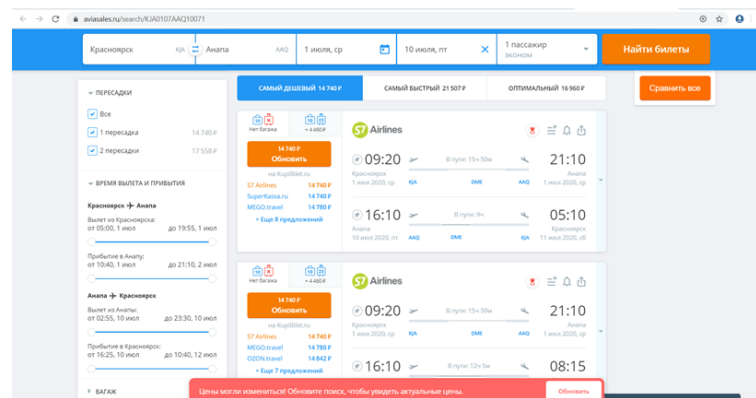 aviasales.ru/search/KJA0107AAQ10071
Красноярск KJA Анапа AAQ 1 июля, ср 10 июля, пт 1 пассажир
эконом
Найти билеты
Сравнить все
ПЕРЕСАДКИ
Все
1 пересадка 14 740 ₽
2 пересадки 17 558 ₽
ВРЕМЯ ВЫЛЕТА И ПРИБЫТИЯ
Красноярск Анапа
Вылет из Красноярска:
от 05:00, 1 июл до 19:55, 1 июл
Прибытие в Анапу:
от 10:40, 1 июл до 21:10, 2 июл
Анапа Красноярск
Вылет из Анапы:
от 02:55, 10 июл до 23:30, 10 июл
Прибытие в Красноярск:
от 16:25, 10 июл до 10:40, 12 июл
БАГАЖ
САМЫЙ ДЕШЕВЫЙ 14 740 ₽ САМЫЙ БЫСТРЫЙ 21 507 ₽ ОПТИМАЛЬНЫЙ 16 960 ₽
Нет багажа + 4 460 ₽
14 740 ₽
Обновить
на Kupibilet.ru
S7 Airlines 14 740 ₽
SuperKassa.ru 14 740 ₽
MEGO.travel 14 780 ₽
+ Еще 8 предложений
S7 Airlines
09:20 В пути: 15ч 50м 21:10
Красноярск Анапа
1 июл 2020, ср KJA DME AAQ 1 июл 2020, ср
16:10 В пути: 9ч 05:10
Анапа Красноярск
10 июл 2020, пт AAQ DME KJA 11 июл 2020, сб
Нет багажа + 4 460 ₽
14 740 ₽
Обновить
на Kupibilet.ru
S7 Airlines 14 740 ₽
MEGO.travel 14 780 ₽
OZON.travel 14 842 ₽
+ Еще 7 предложений
S7 Airlines
09:20 В пути: 15ч 50м 21:10
Красноярск Анапа
1 июл 2020, ср KJA DME AAQ 1 июл 2020, ср
16:10 В пути: 12ч 5м 08:15
Цены могли измениться! Обновите поиск, чтобы увидеть актуальные цены. Обновить